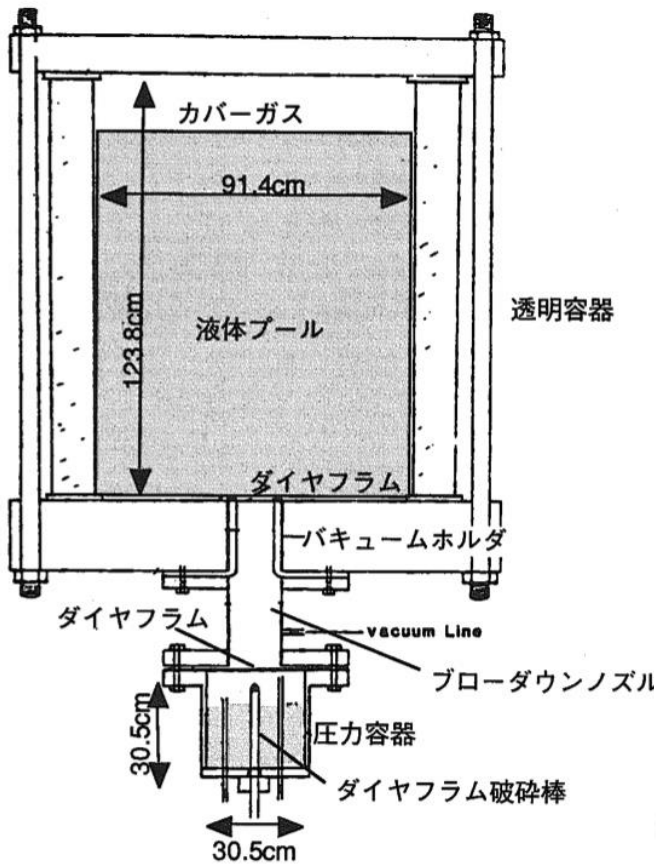 カバーガス
91.4cm
123.8cm
液体プール
透明容器
ダイヤフラム
バキュームホルダ
ダイヤフラム
vacuum Line
ブローダウンノズル
30.5cm
圧力容器
ダイヤフラム破砕棒
30.5cm